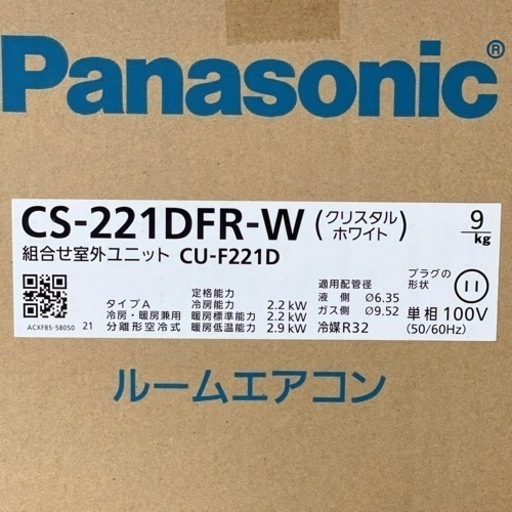 Panasonic®
CS-221DFR-W (クリスタルホワイト) 9/kg
組合せ室外ユニット CU-F221D
定格能力 適用配管径 プラグの形状
タイプA 冷房能力 2.2 kW 液 側 Ø6.35
冷房・暖房兼用 暖房標準能力 2.2 kW ガス側 Ø9.52 単相 100V
ACXF85-58050 21 分離形空冷式 暖房低温能力 2.9 kW 冷媒R32 (50/60Hz)
ルームエアコン